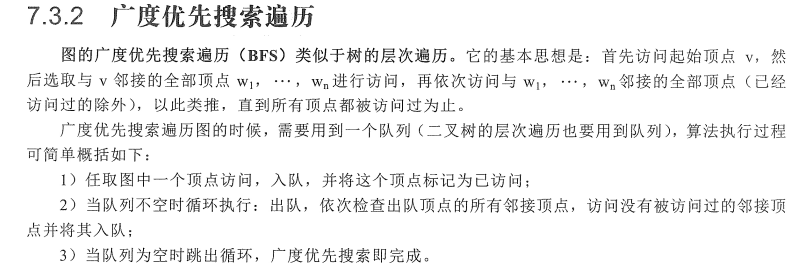 7.3.2 广度优先搜索遍历
图的广度优先搜索遍历（BFS）类似于树的层次遍历。它的基本思想是：首先访问起始顶点 v，然
后选取与 v 邻接的全部顶点 w₁，…，wₙ进行访问，再依次访问与 w₁，…，wₙ邻接的全部顶点（已经
访问过的除外），以此类推，直到所有顶点都被访问过为止。
广度优先搜索遍历图的时候，需要用到一个队列（二叉树的层次遍历也要用到队列），算法执行过程
可简单概括如下：
1）任取图中一个顶点访问，入队，并将这个顶点标记为已访问；
2）当队列不空时循环执行：出队，依次检查出队顶点的所有邻接顶点，访问没有被访问过的邻接顶
点并将其入队；
3）当队列为空时跳出循环，广度优先搜索即完成。